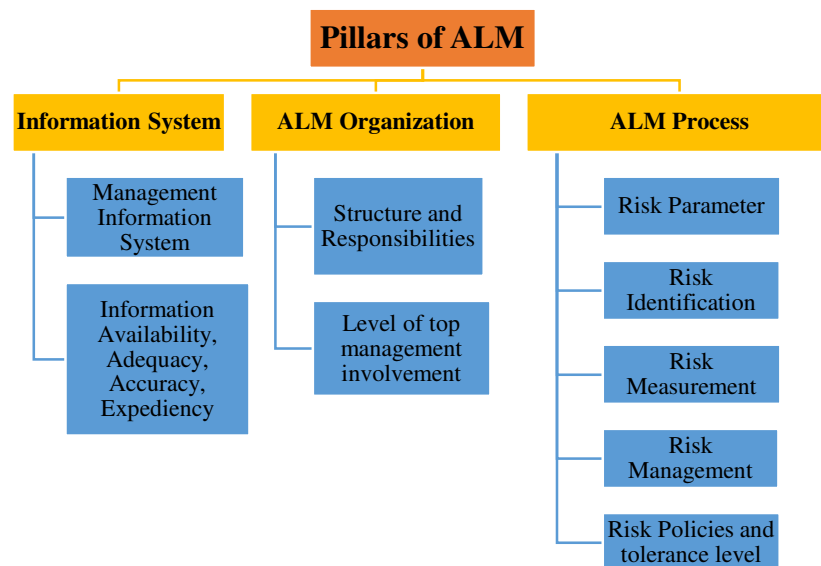 Pillars of ALM
Information System
Management
Information
System
Information
Availability,
Adequacy,
Accuracy,
Expediency
ALM Organization
Structure and
Responsibilities
Level of top
management
involvement
ALM Process
Risk Parameter
Risk
Identification
Risk
Measurement
Risk
Management
Risk Policies and
tolerance level